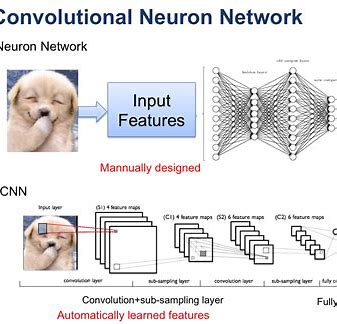 Convolutional Neuron Network
Neuron Network
Input
Features
Mannually designed
CNN
Input layer
(S1) 4 feature maps
(C1) 4 feature maps
(S2) 6 feature maps
(C2) 6 feature maps
convolution layer
sub-sampling layer
convolution layer
sub-sampling layer
Convolution+sub-sampling layer
Fully
Automatically learned features